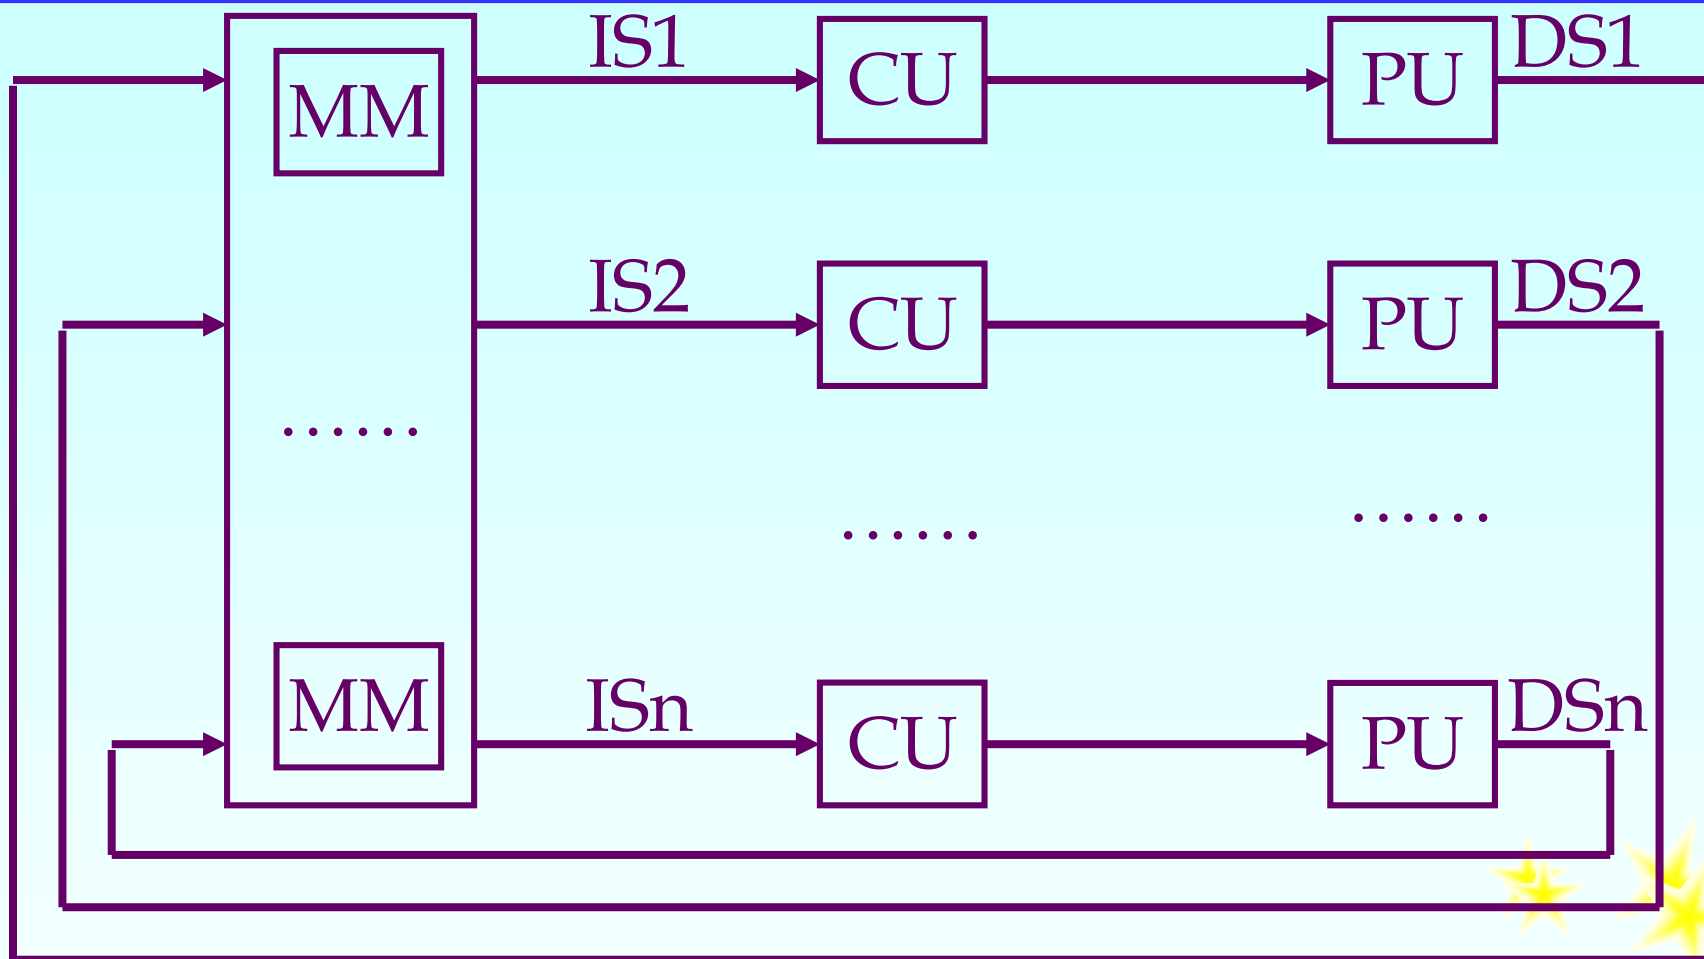 IS1
DS1
MM
CU
PU
IS2
DS2
CU
PU
......
......
......
MM
ISn
DSn
CU
PU